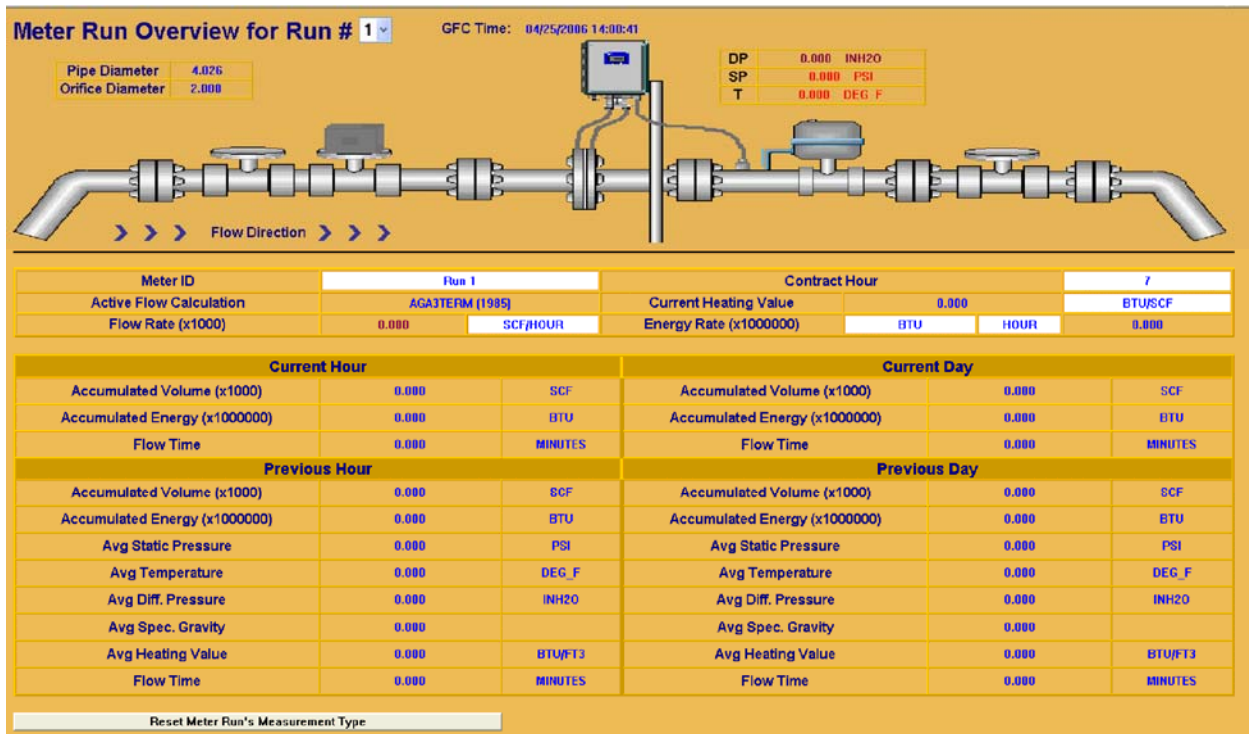 Meter Run Overview for Run # 1 GFC Time: 04/25/2006 14:00:41
Pipe Diameter 4.026
Orifice Diameter 2.000
DP 0.000 INH2O
SP 0.000 PSI
T 0.000 DEG F
Flow Direction
Meter ID Run 1 Contract Hour 7
Active Flow Calculation AGA3TERM (1985) Current Heating Value 0.000 BTU/SCF
Flow Rate (x1000) 0.000 SCF/HOUR Energy Rate (x1000000) BTU HOUR 0.000
Current Hour Current Day
Accumulated Volume (x1000) 0.000 SCF Accumulated Volume (x1000) 0.000 SCF
Accumulated Energy (x1000000) 0.000 BTU Accumulated Energy (x1000000) 0.000 BTU
Flow Time 0.000 MINUTES Flow Time 0.000 MINUTES
Previous Hour Previous Day
Accumulated Volume (x1000) 0.000 SCF Accumulated Volume (x1000) 0.000 SCF
Accumulated Energy (x1000000) 0.000 BTU Accumulated Energy (x1000000) 0.000 BTU
Avg Static Pressure 0.000 PSI Avg Static Pressure 0.000 PSI
Avg Temperature 0.000 DEG_F Avg Temperature 0.000 DEG_F
Avg Diff. Pressure 0.000 INH2O Avg Diff. Pressure 0.000 INH2O
Avg Spec. Gravity 0.000 Avg Spec. Gravity 0.000
Avg Heating Value 0.000 BTU/FT3 Avg Heating Value 0.000 BTU/FT3
Flow Time 0.000 MINUTES Flow Time 0.000 MINUTES
Reset Meter Run's Measurement Type